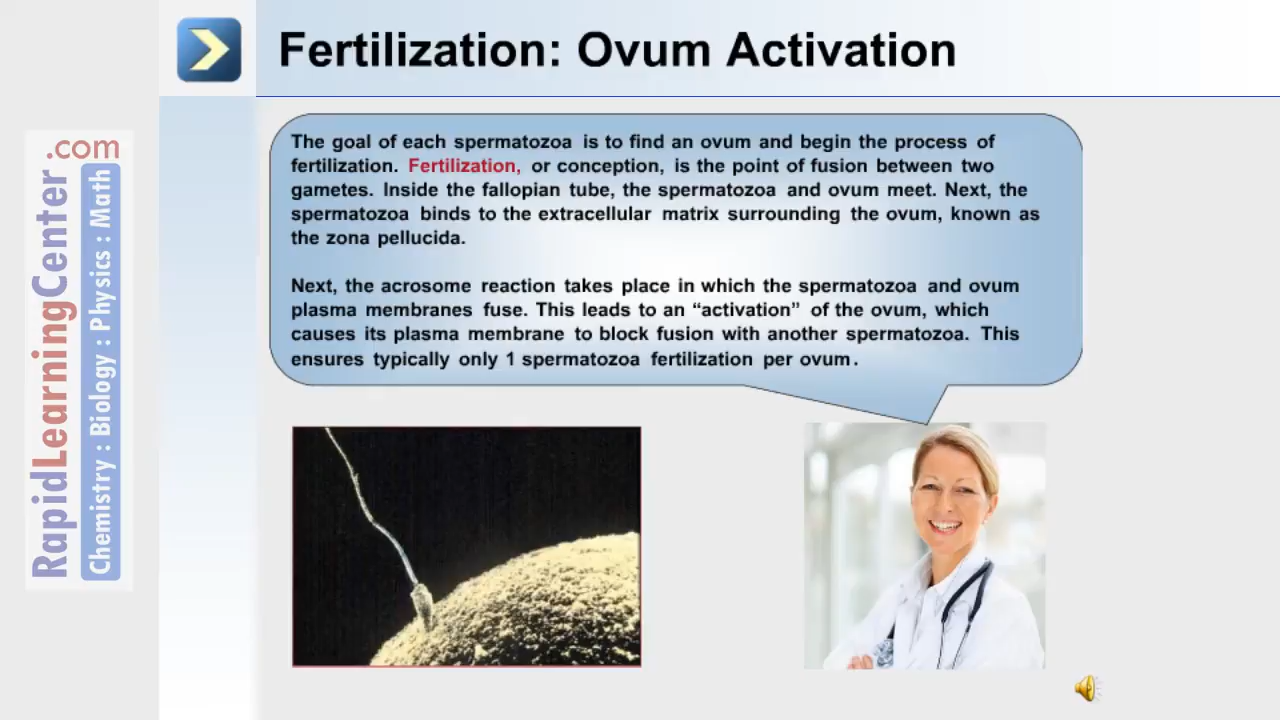 Fertilization: Ovum Activation
The goal of each spermatozoa is to find an ovum and begin the process of
fertilization. Fertilization, or conception, is the point of fusion between two
gametes. Inside the fallopian tube, the spermatozoa and ovum meet. Next, the
spermatozoa binds to the extracellular matrix surrounding the ovum, known as
the zona pellucida.
Next, the acrosome reaction takes place in which the spermatozoa and ovum
plasma membranes fuse. This leads to an “activation” of the ovum, which
causes its plasma membrane to block fusion with another spermatozoa. This
ensures typically only 1 spermatozoa fertilization per ovum.
RapidLearningCenter.com
Chemistry : Biology : Physics : Math